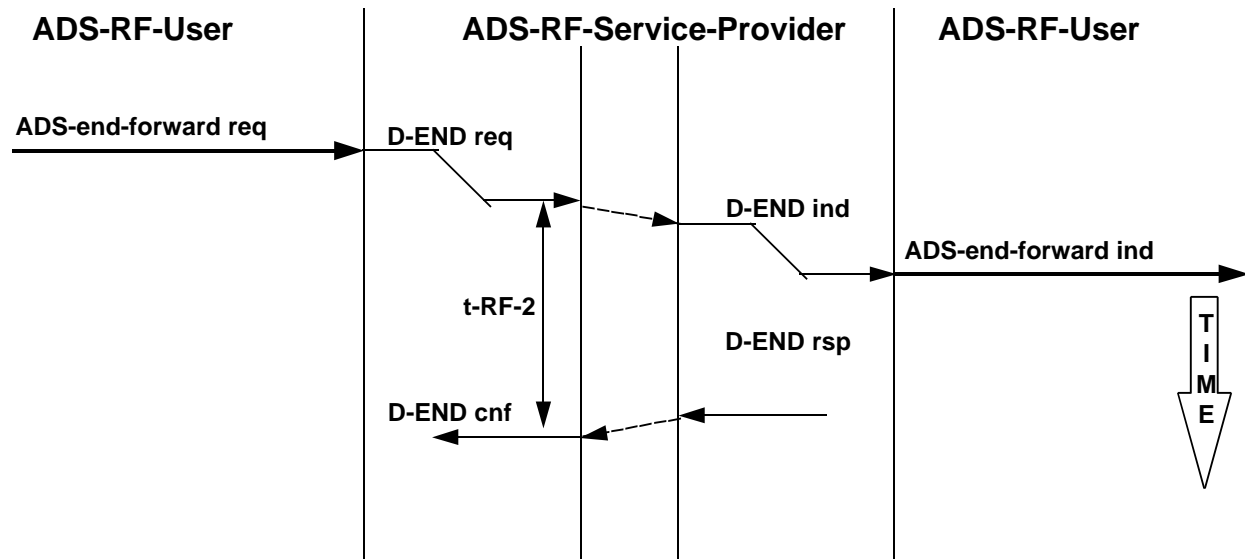 ADS-RF-User
ADS-RF-Service-Provider
ADS-RF-User
ADS-end-forward req
D-END req
D-END ind
ADS-end-forward ind
t-RF-2
D-END rsp
D-END cnf
T
I
M
E